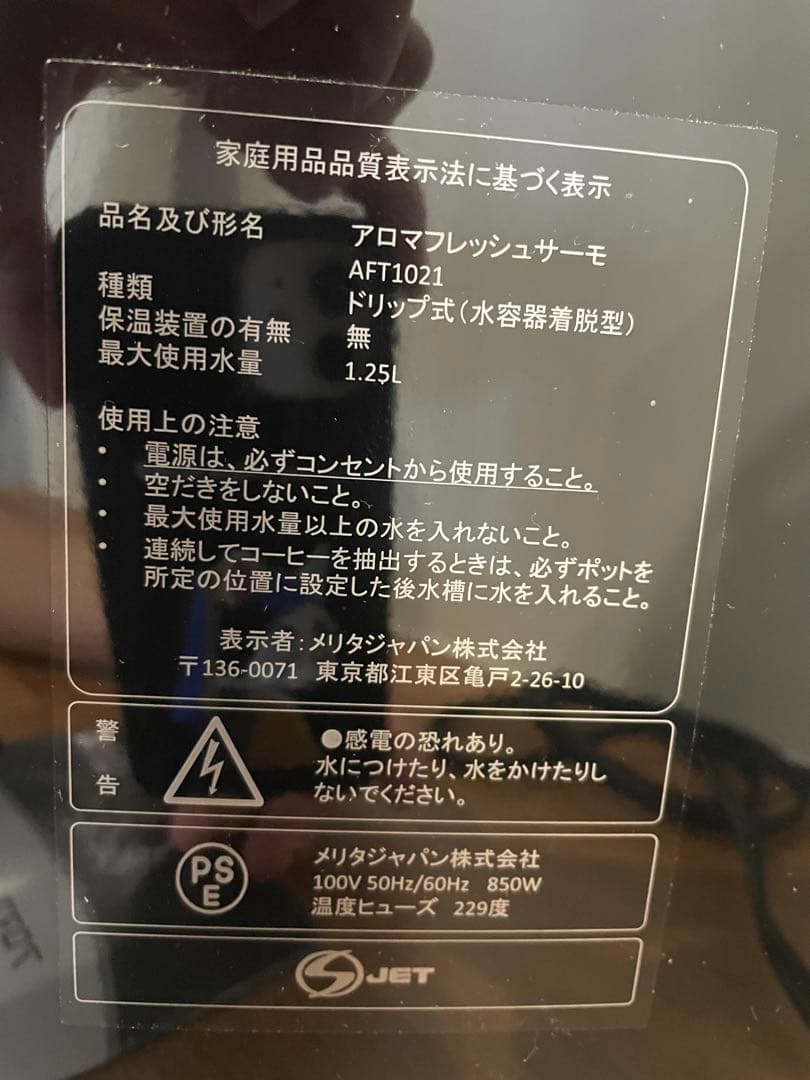 家庭用品品質表示法に基づく表示
品名及び形名 アロマフレッシュサーモ
AFT1021
種類 ドリップ式(水容器着脱型)
保温装置の有無 無
最大使用水量 1.25L
使用上の注意
• 電源は、必ずコンセントから使用すること。
• 空だきをしないこと。
• 最大使用水量以上の水を入れないこと。
• 連続してコーヒーを抽出するときは、必ずポットを
所定の位置に設定した後水槽に水を入れること。
表示者:メリタジャパン株式会社
〒136-0071 東京都江東区亀戸2-26-10
警告
●感電の恐れあり。
水につけたり、水をかけたりし
ないでください。
PS
E
メリタジャパン株式会社
100V 50Hz/60Hz 850W
温度ヒューズ 229度
S JET